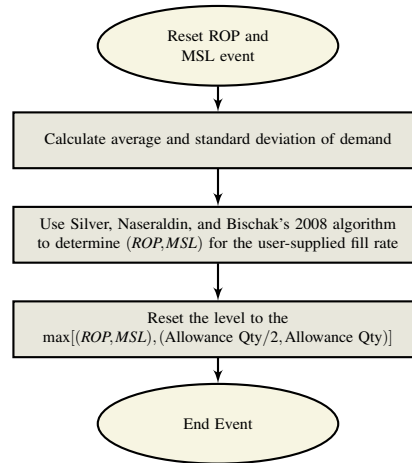 Reset ROP and
MSL event
Calculate average and standard deviation of demand
Use Silver, Naseraldin, and Bischak's 2008 algorithm
to determine (ROP,MSL) for the user-supplied fill rate
Reset the level to the
max[(ROP,MSL),(Allowance Qty/2,Allowance Qty)]
End Event